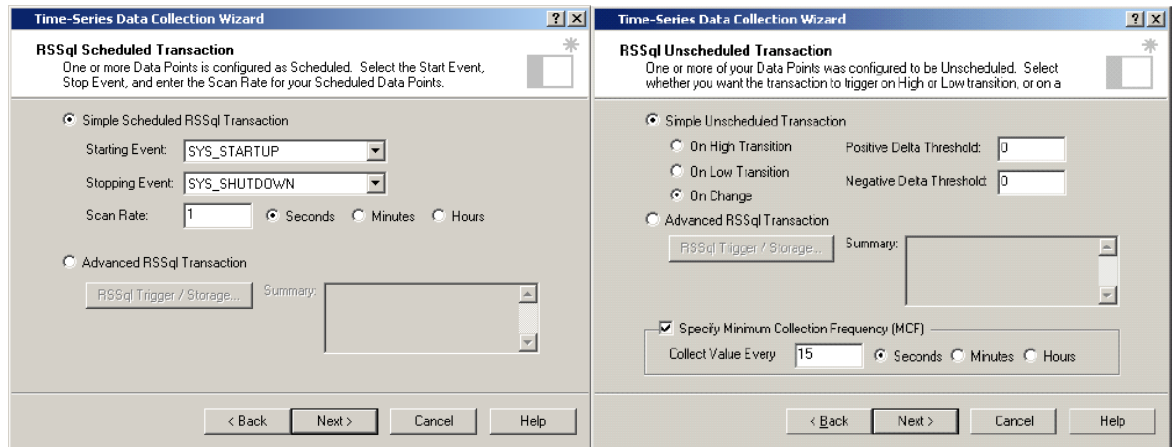 Time-Series Data Collection Wizard
RSSql Scheduled Transaction
One or more Data Points is configured as Scheduled. Select the Start Event,
Stop Event, and enter the Scan Rate for your Scheduled Data Points.
Simple Scheduled RSSql Transaction
Starting Event: SYS_STARTUP
Stopping Event: SYS_SHUTDOWN
Scan Rate: 1 Seconds Minutes Hours
Advanced RSSql Transaction
RSSql Trigger / Storage... Summary:
< Back Next > Cancel Help
Time-Series Data Collection Wizard
RSSql Unscheduled Transaction
One or more of your Data Points was configured to be Unscheduled. Select
whether you want the transaction to trigger on High or Low transition, or on a
Simple Unscheduled Transaction
On High Transition Positive Delta Threshold: 0
On Low Transition
Negative Delta Threshold: 0
On Change
Advanced RSSql Transaction
RSSql Trigger / Storage... Summary:
Specify Minimum Collection Frequency (MCF)
Collect Value Every 15 Seconds Minutes Hours
< Back Next > Cancel Help